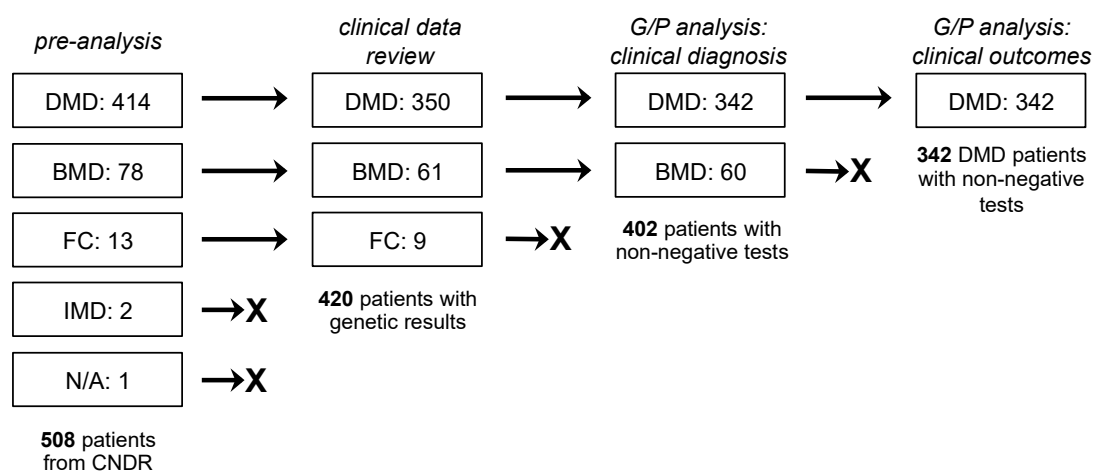 pre-analysis
clinical data
review
G/P analysis:
clinical diagnosis
G/P analysis:
clinical outcomes
DMD: 414
DMD: 350
DMD: 342
DMD: 342
BMD: 78
BMD: 61
BMD: 60
X
342 DMD patients
with non-negative
tests
FC: 13
FC: 9
X
402 patients with
non-negative tests
IMD: 2
X
420 patients with
genetic results
N/A: 1
X
508 patients
from CNDR